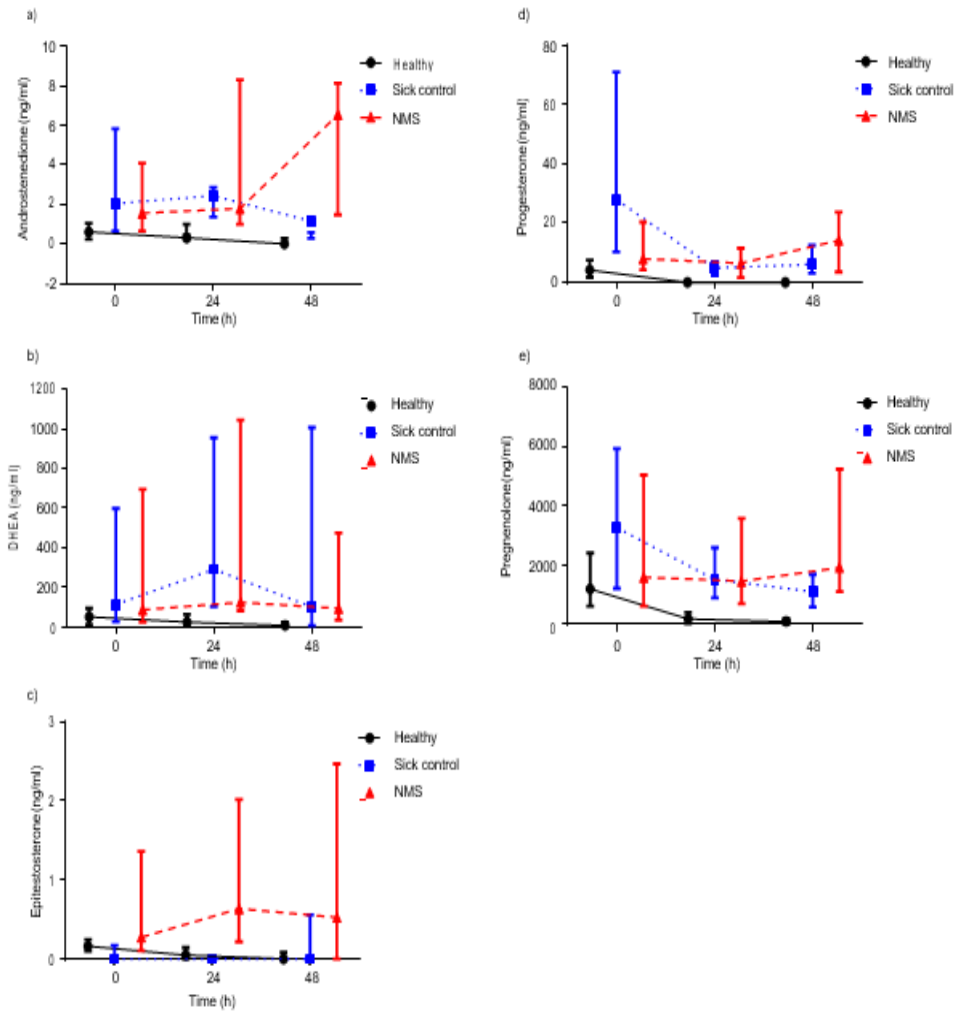 a)
Androstenedione (ng/ml)
10
8
6
4
2
0
-2
0 24 48
Time (h)
Healthy
Sick control
NMS
b)
DHEA (ng/ml)
1200
1000
800
600
400
200
0
0 24 48
Time (h)
Healthy
Sick control
NMS
c)
Epitestosterone (ng/ml)
3
2
1
0
0 24 48
Time (h)
Healthy
Sick control
NMS
d)
Progesterone (ng/ml)
80
60
40
20
0
0 24 48
Time (h)
Healthy
Sick control
NMS
e)
Pregnenolone (ng/ml)
8000
6000
4000
2000
0
0 24 48
Time (h)
Healthy
Sick control
NMS